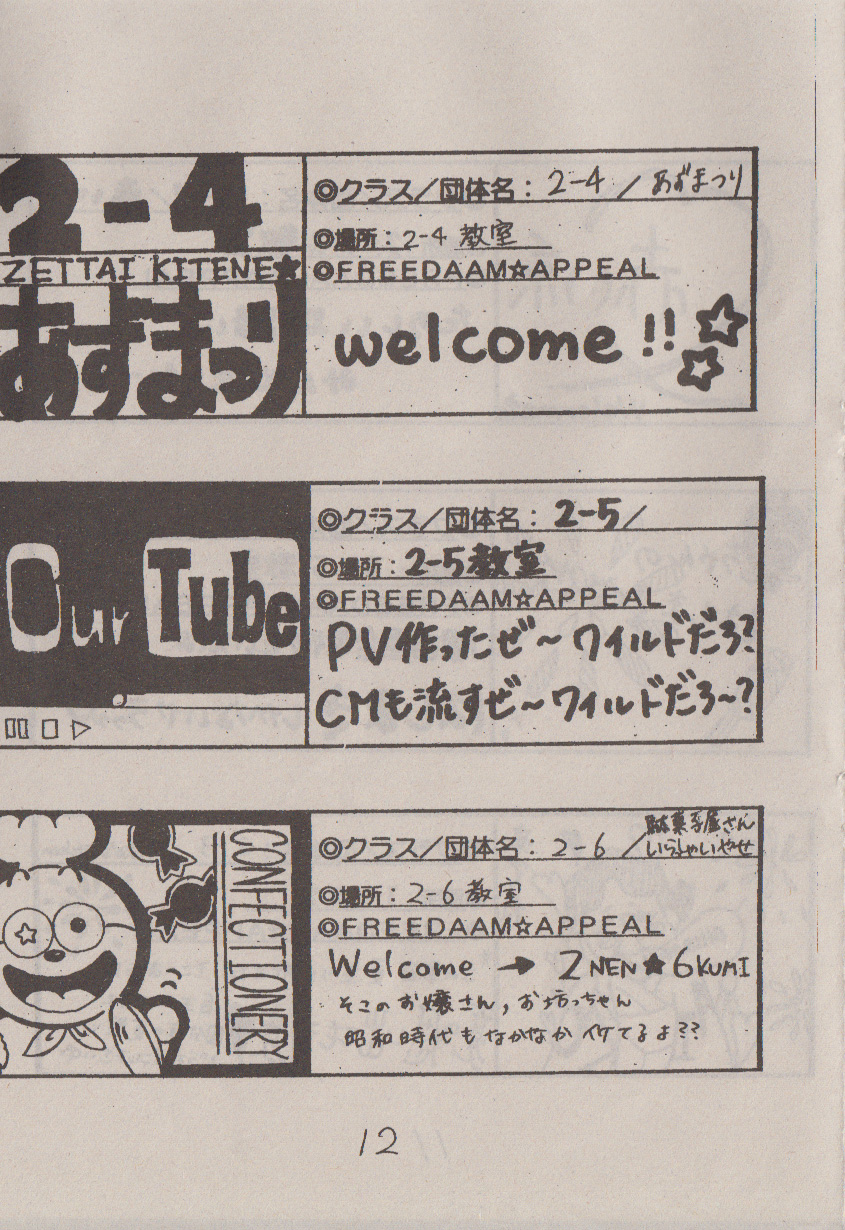 2-4
ZETTAI KITENE★
あずまつり
◎クラス／団体名：2-4 / あずまつり
◎場所：2-4 教室
◎FREEDAAM☆APPEAL
welcome!!☆☆
Our Tube
◎クラス／団体名：2-5/
◎場所：2-5教室
◎FREEDAAM☆APPEAL
PV作ったぜ〜ワイルドだろ?
CMも流すぜ〜ワイルドだろ〜?
CONFECTIONERY
◎クラス／団体名：2-6 / 駄菓子屋さん
いらしゃいやせ
◎場所：2-6 教室
◎FREEDAAM☆APPEAL
Welcome → 2NEN★6KUMI
そこのお嬢さん，お坊っちゃん
昭和時代もなかなかイケてるよ??
12